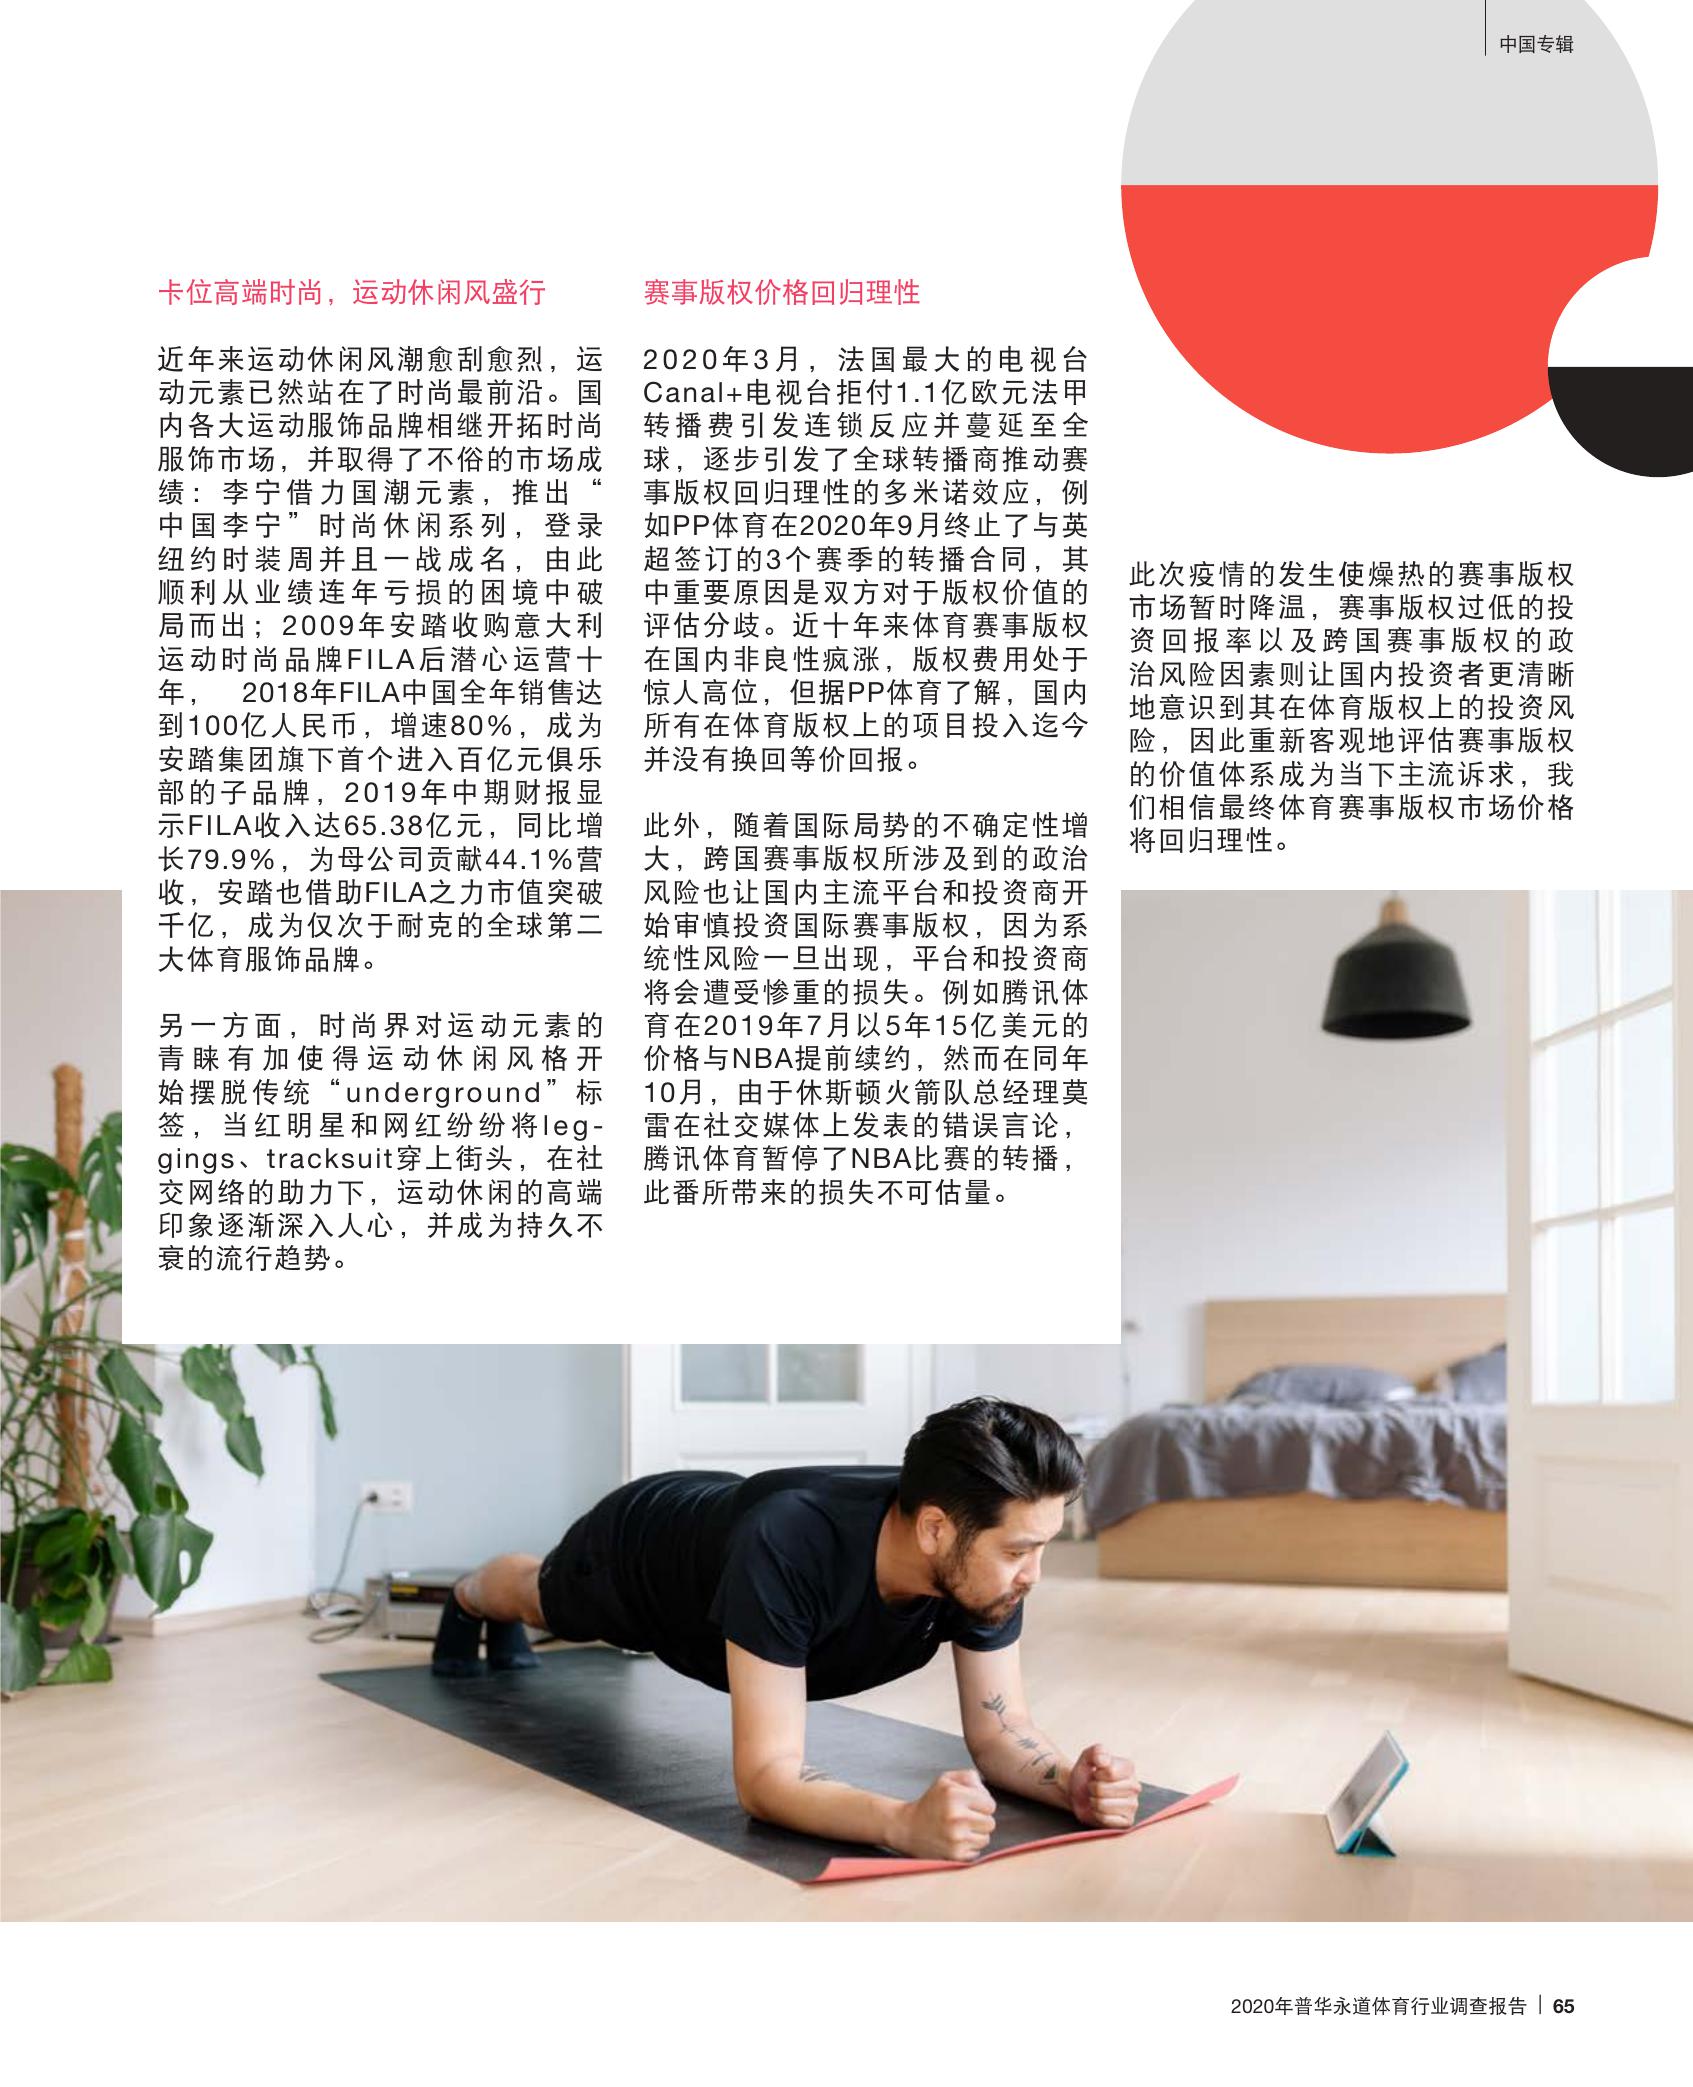 中国专辑
卡位高端时尚，运动休闲风盛行
近年来运动休闲风潮愈刮愈烈，运
动元素已然站在了时尚最前沿。国
内各大运动服饰品牌相继开拓时尚
服饰市场，并取得了不俗的市场成
绩：李宁借力国潮元素，推出“
中国李宁”时尚休闲系列，登录
纽约时装周并且一战成名，由此
顺利从业绩连年亏损的困境中破
局而出；2009年安踏收购意大利
运动时尚品牌FILA后潜心运营十
年， 2018年FILA中国全年销售达
到100亿人民币，增速80%，成为
安踏集团旗下首个进入百亿元俱乐
部的子品牌，2019年中期财报显
示FILA收入达65.38亿元，同比增
长79.9%，为母公司贡献44.1%营
收，安踏也借助FILA之力市值突破
千亿，成为仅次于耐克的全球第二
大体育服饰品牌。
另一方面，时尚界对运动元素的
青睐有加使得运动休闲风格开
始摆脱传统“underground”标
签，当红明星和网红纷纷将leg-
gings、tracksuit穿上街头，在社
交网络的助力下，运动休闲的高端
印象逐渐深入人心，并成为持久不
衰的流行趋势。
赛事版权价格回归理性
2020年3月，法国最大的电视台
Canal+电视台拒付1.1亿欧元法甲
转播费引发连锁反应并蔓延至全
球，逐步引发了全球转播商推动赛
事版权回归理性的多米诺效应，例
如PP体育在2020年9月终止了与英
超签订的3个赛季的转播合同，其
中重要原因是双方对于版权价值的
评估分歧。近十年来体育赛事版权
在国内非良性疯涨，版权费用处于
惊人高位，但据PP体育了解，国内
所有在体育版权上的项目投入迄今
并没有换回等价回报。
此外，随着国际局势的不确定性增
大，跨国赛事版权所涉及到的政治
风险也让国内主流平台和投资商开
始审慎投资国际赛事版权，因为系
统性风险一旦出现，平台和投资商
将会遭受惨重的损失。例如腾讯体
育在2019年7月以5年15亿美元的
价格与NBA提前续约，然而在同年
10月，由于休斯顿火箭队总经理莫
雷在社交媒体上发表的错误言论，
腾讯体育暂停了NBA比赛的转播，
此番所带来的损失不可估量。
此次疫情的发生使燥热的赛事版权
市场暂时降温，赛事版权过低的投
资回报率以及跨国赛事版权的政
治风险因素则让国内投资者更清晰
地意识到其在体育版权上的投资风
险，因此重新客观地评估赛事版权
的价值体系成为当下主流诉求，我
们相信最终体育赛事版权市场价格
将回归理性。
2020年普华永道体育行业调查报告 65